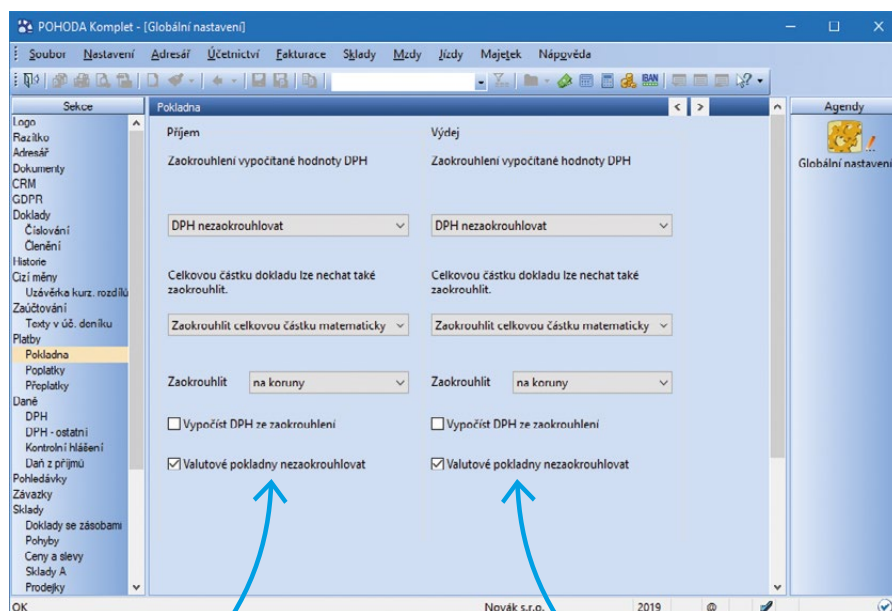 POHODA Komplet - [Globální nastavení]
Soubor Nastavení Adresář Účetnictví Fakturace Sklady Mzdy Jízdy Majetek Nápověda
BAN
Sekce
Logo
Razítko
Adresář
Dokumenty
CRM
GDPR
Doklady
Číslování
Členění
Historie
Cizí měny
Uzávěrka kurz. rozdílů
Zaúčtování
Texty v úč. deníku
Platby
Pokladna
Poplatky
Přeplatky
Daně
DPH
DPH - ostatní
Kontrolní hlášení
Daň z příjmů
Pohledávky
Závazky
Sklady
Doklady se zásobami
Pohyby
Ceny a slevy
Sklady A
Prodejky
Pokladna
Příjem
Zaokrouhlení vypočítané hodnoty DPH
DPH nezaokrouhlovat
Celkovou částku dokladu lze nechat také
zaokrouhlit.
Zaokrouhlit celkovou částku matematicky
Zaokrouhlit na koruny
Vypočíst DPH ze zaokrouhlení
Valutové pokladny nezaokrouhlovat
Výdej
Zaokrouhlení vypočítané hodnoty DPH
DPH nezaokrouhlovat
Celkovou částku dokladu lze nechat také
zaokrouhlit.
Zaokrouhlit celkovou částku matematicky
Zaokrouhlit na koruny
Vypočíst DPH ze zaokrouhlení
Valutové pokladny nezaokrouhlovat
Agendy
Globální nastavení
OK Novák s.r.o. 2019 @